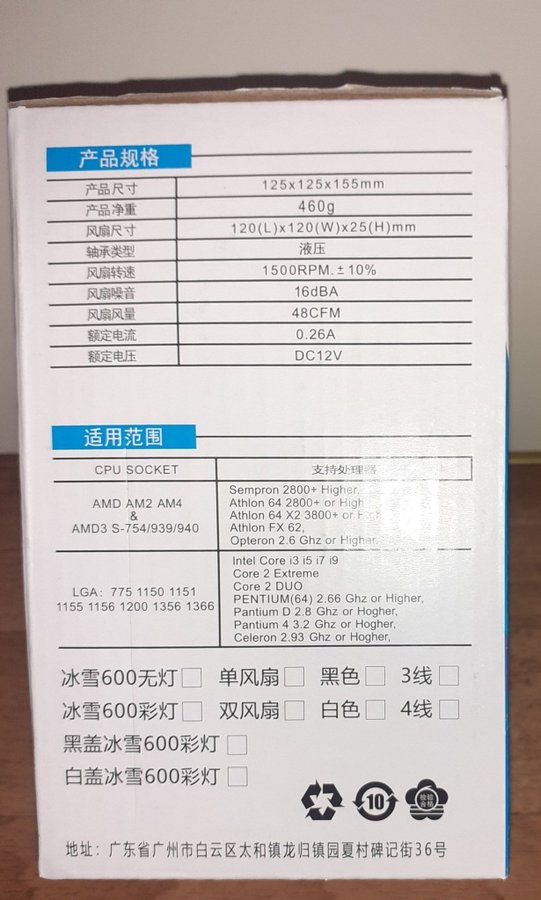 产品规格
产品尺寸 125x125x155mm
产品净重 460g
风扇尺寸 120(L)x120(W)x25(H)mm
轴承类型 液压
风扇转速 1500RPM.±10%
风扇噪音 16dBA
风扇风量 48CFM
额定电流 0.26A
额定电压 DC12V
适用范围
CPU SOCKET 支持处理器
AMD AM2 AM4
&
AMD3 S-754/939/940
Sempron 2800+ Higher,
Athlon 64 2800+ or High
Athlon 64 X2 3800+ or
Athlon FX 62,
Opteron 2.6 Ghz or Higher,
LGA: 775 1150 1151
1155 1156 1200 1356 1366
Intel Core i3 i5 i7 i9
Core 2 Extreme
Core 2 DUO
PENTIUM(64) 2.66 Ghz or Higher,
Pantium D 2.8 Ghz or Hogher,
Pantium 4 3.2 Ghz or Hogher,
Celeron 2.93 Ghz or Hogher,
冰雪600无灯 单风扇 黑色 3线
冰雪600彩灯 双风扇 白色 4线
黑盖冰雪600彩灯
白盖冰雪600彩灯
10
检验
合格
地址：广东省广州市白云区太和镇龙归镇园夏村碑记街36号